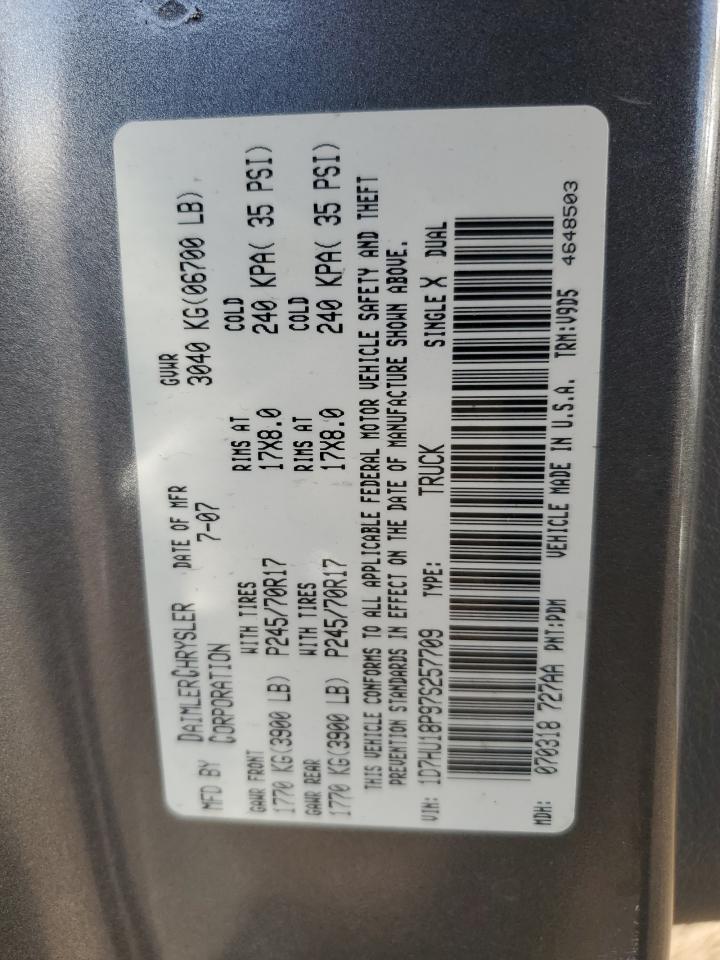 MFD BY DAIMLERCHRYSLER CORPORATION
DATE OF MFR 7-07
GVWR 3040 KG(06700 LB)
GAWR FRONT WITH TIRES RIMS AT COLD
1770 KG(3900 LB) P245/70R17 17X8.0 240 KPA( 35 PSI)
GAWR REAR WITH TIRES RIMS AT COLD
1770 KG(3900 LB) P245/70R17 17X8.0 240 KPA( 35 PSI)
THIS VEHICLE CONFORMS TO ALL APPLICABLE FEDERAL MOTOR VEHICLE SAFETY AND THEFT
PREVENTION STANDARDS IN EFFECT ON THE DATE OF MANUFACTURE SHOWN ABOVE.
VIN: 1D7HU18P97S257709 TYPE: TRUCK SINGLE X DUAL
MDH: 070318 727AA PNT:PDM VEHICLE MADE IN U.S.A. TRM:V9D5 4648503